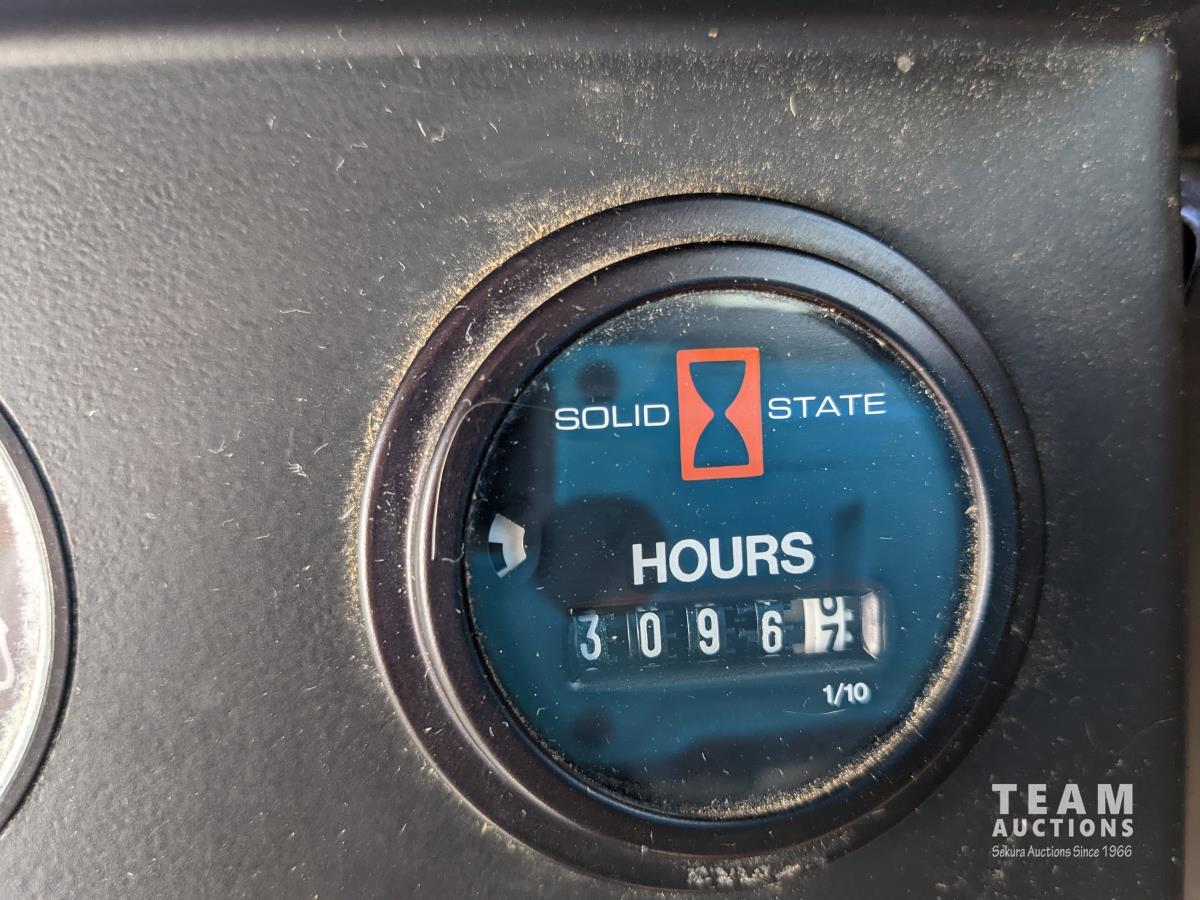 SOLID STATE
HOURS
3096
1/10
TEAM
AUCTIONS
Sekura Auctions Since 1966